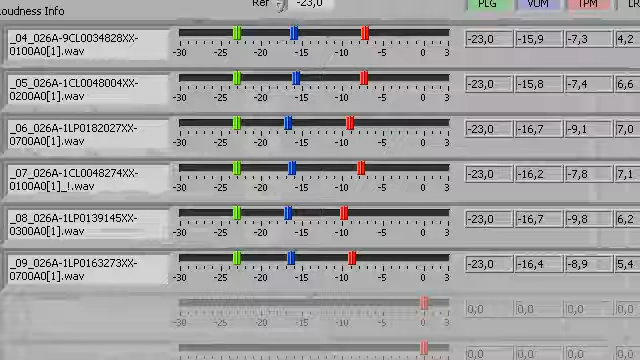 Loudness Info
Ref -23,0
PLG VUM TPM LR
_04_026A-9CL0034828XX-
0100A0[1].wav
-30 -25 -20 -15 -10 -5 0 3
-23,0 -15,9 -7,3 4,2
_05_026A-1CL0048004XX-
0200A0[1].wav
-30 -25 -20 -15 -10 -5 0 3
-23,0 -15,8 -7,4 6,6
_06_026A-1LP0182027XX-
0700A0[1].wav
-30 -25 -20 -15 -10 -5 0 3
-23,0 -16,7 -9,1 7,0
_07_026A-1CL0048274XX-
0100A0[1]_!.wav
-30 -25 -20 -15 -10 -5 0 3
-23,0 -16,2 -7,8 7,1
_08_026A-1LP0139145XX-
0300A0[1].wav
-30 -25 -20 -15 -10 -5 0 3
-23,0 -16,7 -9,8 6,2
_09_026A-1LP0163273XX-
0700A0[1].wav
-30 -25 -20 -15 -10 -5 0 3
-23,0 -16,4 -8,9 5,4
-30 -25 -20 -15 -10 -5 0 3
0,0 0,0 0,0 0,0
0,0 0,0 0,0 0,0